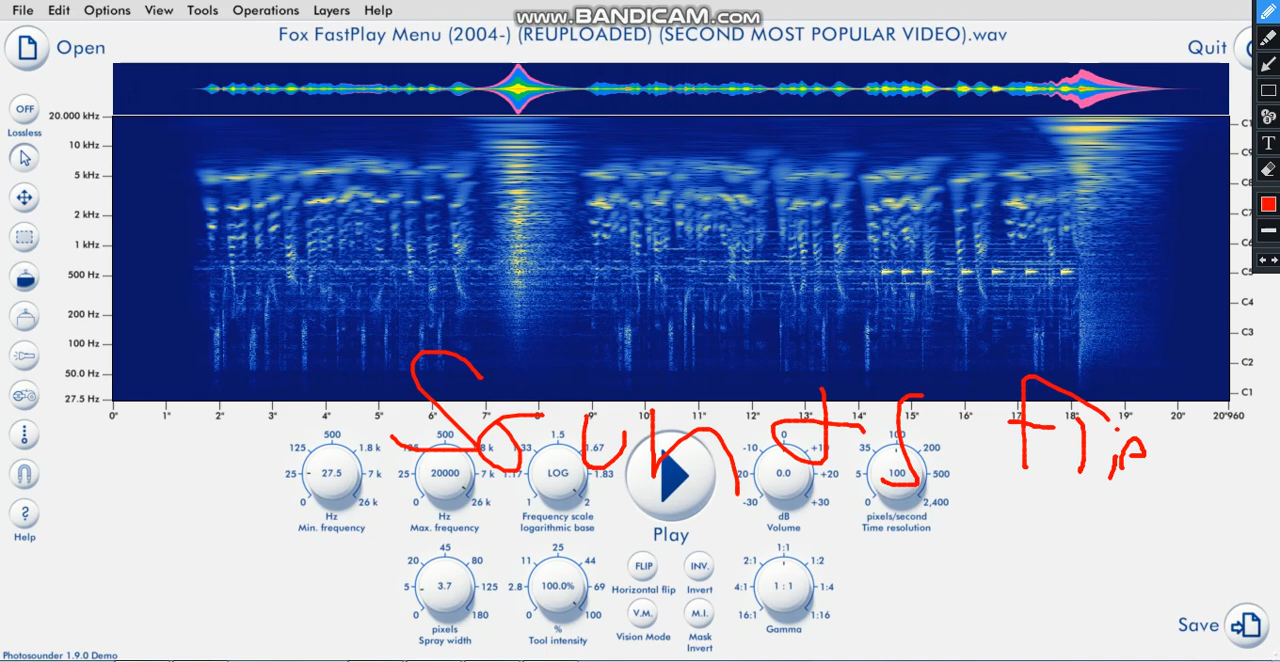 File Edit Options View Tools Operations Layers Help
www.BANDICAM.com
Open
Fox FastPlay Menu (2004-) (REUPLOADED) (SECOND MOST POPULAR VIDEO).wav
Quit
OFF
Lossless
20.000 kHz
10 kHz
5 kHz
2 kHz
1 kHz
500 Hz
200 Hz
100 Hz
50.0 Hz
27.5 Hz
C9
C8
C7
C6
C5
C4
C3
C2
C1
T
0" 1" 2" 3" 4" 5" 6" 7" 8" 9" 10" 11" 12" 13" 14" 15" 16" 17" 18" 19" 20" 20"960
Sound
500
125 1.8 k
25 27.5 7 k
0 26 k
Hz
Min. frequency
500
25 20000 7 k
0 26 k
Hz
Max. frequency
1.5
1.33 1.67
1.17 LOG 1.83
1 2
Frequency scale
logarithmic base
Play
0
-10 +10
0.0 +20
-30 +30
dB
Volume
100
35 200
5 100 500
0 2,400
pixels/second
Time resolution
45
20 80
5 3.7 125
0 180
pixels
Spray width
25
11 44
2.8 100.0% 69
0 100
%
Tool intensity
FLIP
Horizontal flip
INV.
Invert
V.M.
Vision Mode
M.I.
Mask
Invert
1:1
2:1 1:2
4:1 1 : 1 1:4
16:1 1:16
Gamma
?
Help
Save
Photosounder 1.9.0 Demo